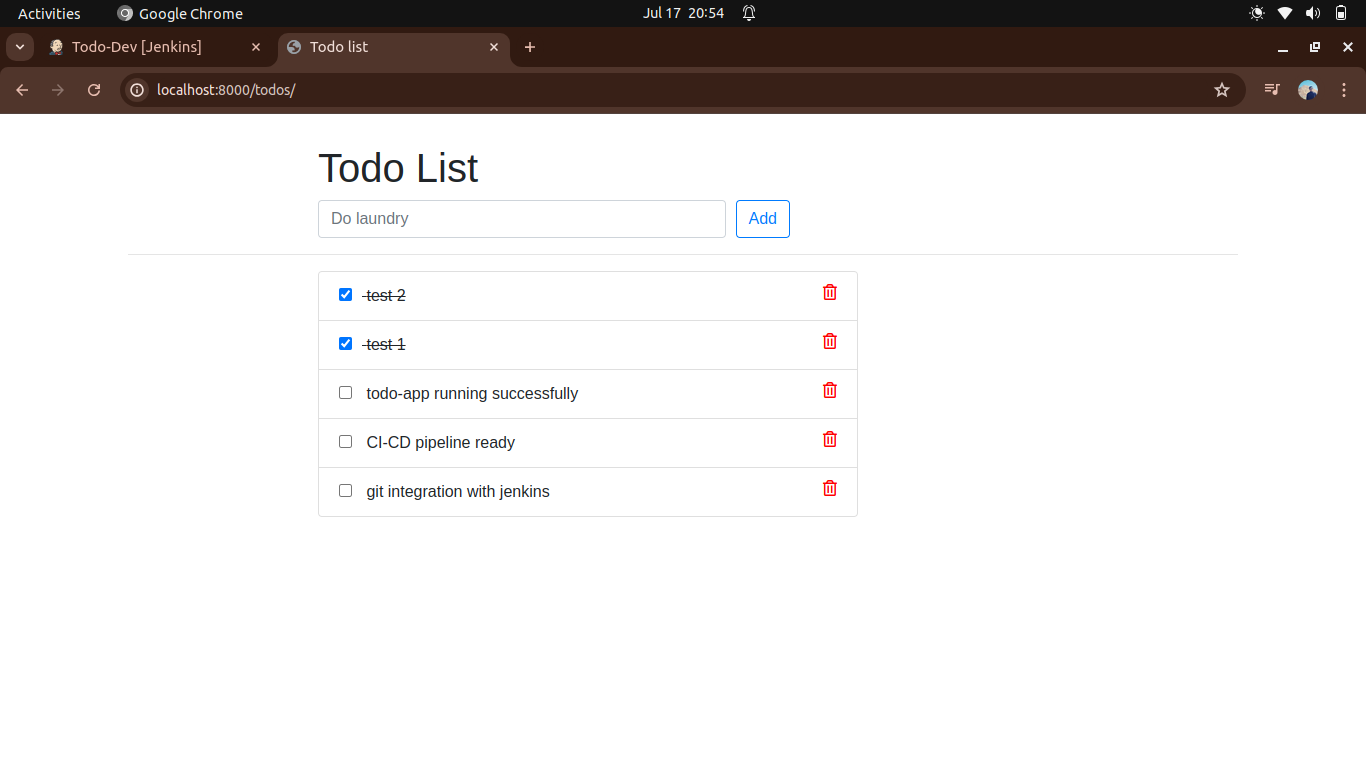 Activities Google Chrome Jul 17 20:54
Todo-Dev [Jenkins] Todo list
localhost:8000/todos/
Todo List
Do laundry Add
test 2
test 1
todo-app running successfully
CI-CD pipeline ready
git integration with jenkins